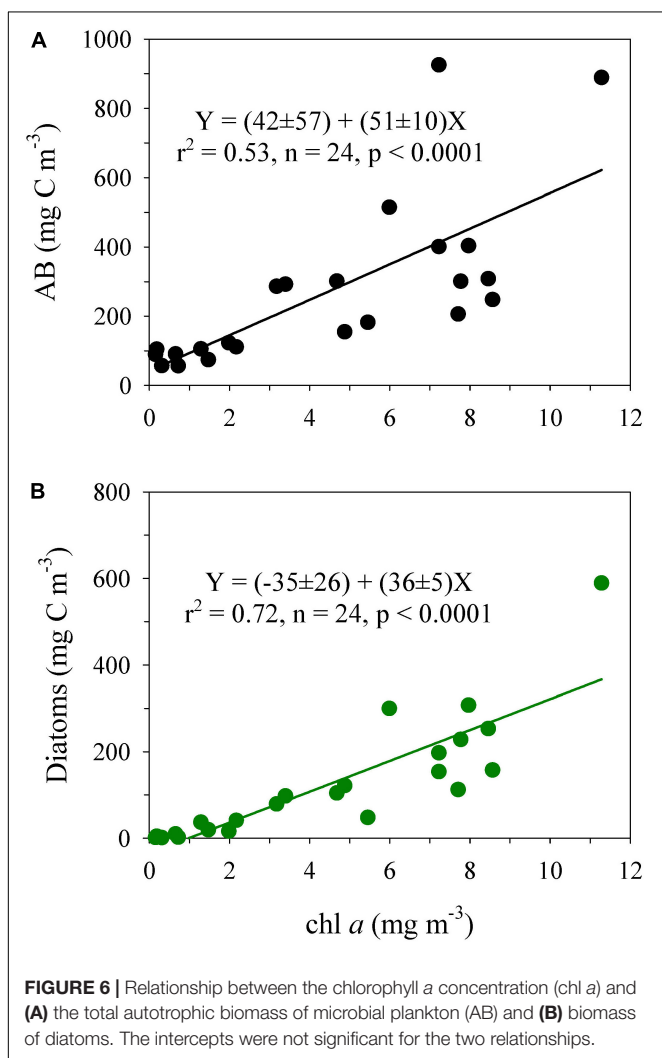 A
1000
800
600
400
200
0
AB (mg C m-3)
Y = (42±57) + (51±10)X
r2 = 0.53, n = 24, p < 0.0001
0 2 4 6 8 10 12
B
800
600
400
200
0
Diatoms (mg C m-3)
Y = (-35±26) + (36±5)X
r2 = 0.72, n = 24, p < 0.0001
0 2 4 6 8 10 12
chl a (mg m-3)
FIGURE 6 | Relationship between the chlorophyll a concentration (chl a) and
(A) the total autotrophic biomass of microbial plankton (AB) and (B) biomass
of diatoms. The intercepts were not significant for the two relationships.